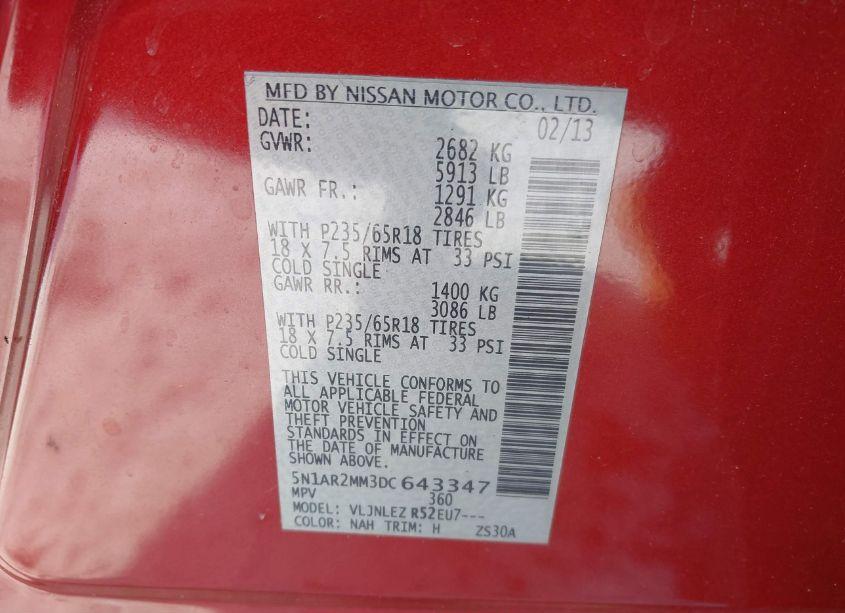 MFD BY NISSAN MOTOR CO., LTD.
DATE: 02/13
GVWR: 2682 KG
5913 LB
GAWR FR.: 1291 KG
2846 LB
WITH P235/65R18 TIRES
18 X 7.5 RIMS AT 33 PSI
COLD SINGLE
GAWR RR.: 1400 KG
3086 LB
WITH P235/65R18 TIRES
18 X 7.5 RIMS AT 33 PSI
COLD SINGLE
THIS VEHICLE CONFORMS TO
ALL APPLICABLE FEDERAL
MOTOR VEHICLE SAFETY AND
THEFT PREVENTION
STANDARDS IN EFFECT ON
THE DATE OF MANUFACTURE
SHOWN ABOVE.
5N1AR2MM3DC643347
MPV 360
MODEL: VLJNLEZ R52EU7---
COLOR: NAH TRIM: H ZS30A